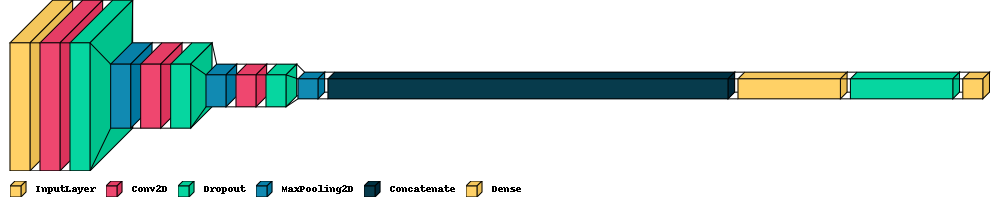 InputLayer Conv2D Dropout MaxPooling2D Concatenate Dense